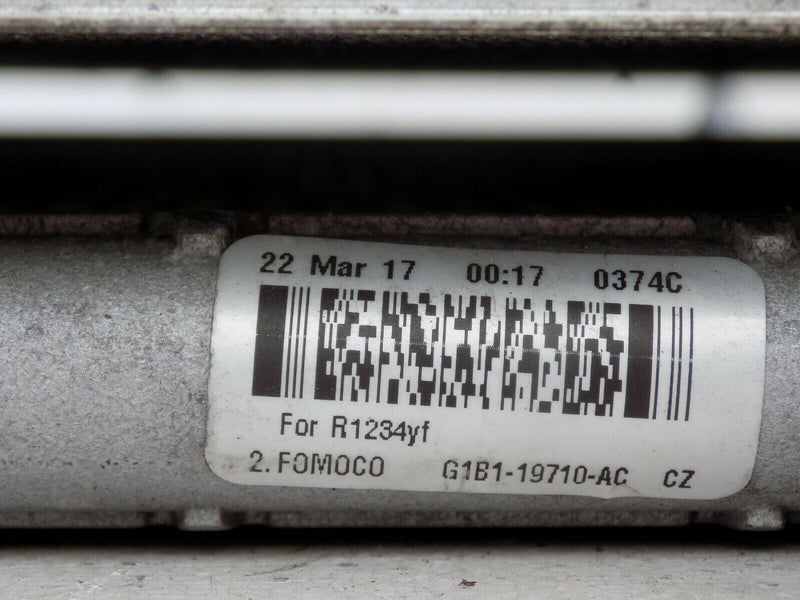 22 Mar 17 00:17 0374C
For R1234yf
2. FOMOCO G1B1-19710-AC CZ